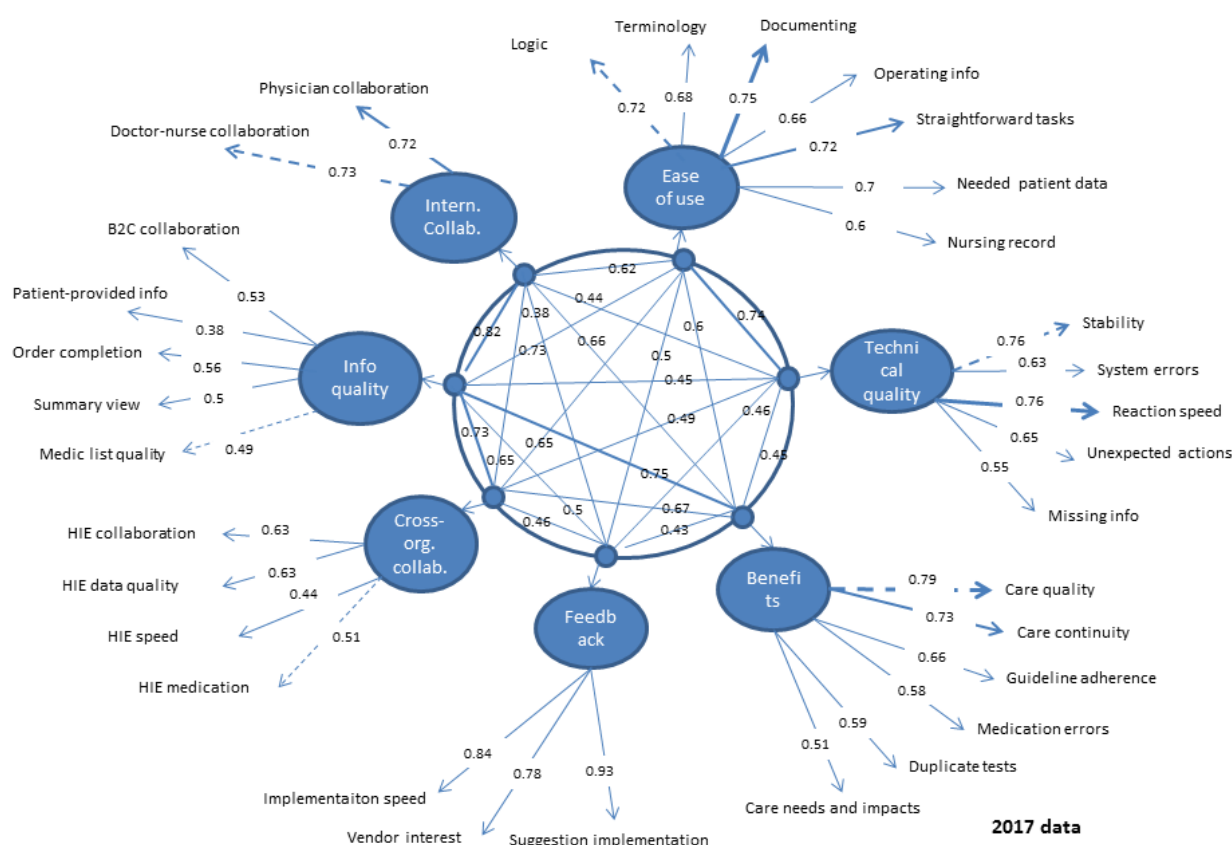 Terminology
Documenting
Logic
Operating info
Physician collaboration
0.72
0.68
0.75
0.66
Straightforward tasks
Doctor-nurse collaboration
0.72
0.72
0.73
Ease
of use
0.7
Needed patient data
Intern.
Collab.
0.6
B2C collaboration
Nursing record
0.53
0.62
Patient-provided info
0.44
0.38
0.74
0.38
0.82
0.6
0.76
Stability
Order completion
0.56
Info
quality
0.73
0.66
0.5
0.45
Techni
cal
quality
0.63
System errors
Summary view
0.5
0.76
Reaction speed
0.49
0.46
Medic list quality
0.49
0.73
0.65
0.65
0.45
0.65
Unexpected actions
0.75
0.55
0.5
0.67
Missing info
HIE collaboration
0.63
Cross-
org.
collab.
0.46
0.43
HIE data quality
0.63
0.44
Benefi
ts
0.79
Care quality
0.73
Care continuity
HIE speed
0.51
Feedb
ack
0.66
Guideline adherence
HIE medication
0.58
Medication errors
0.59
0.51
0.84
0.78
0.93
Duplicate tests
Implementaiton speed
Care needs and impacts
Vendor interest
Suggestion implementation
2017 data